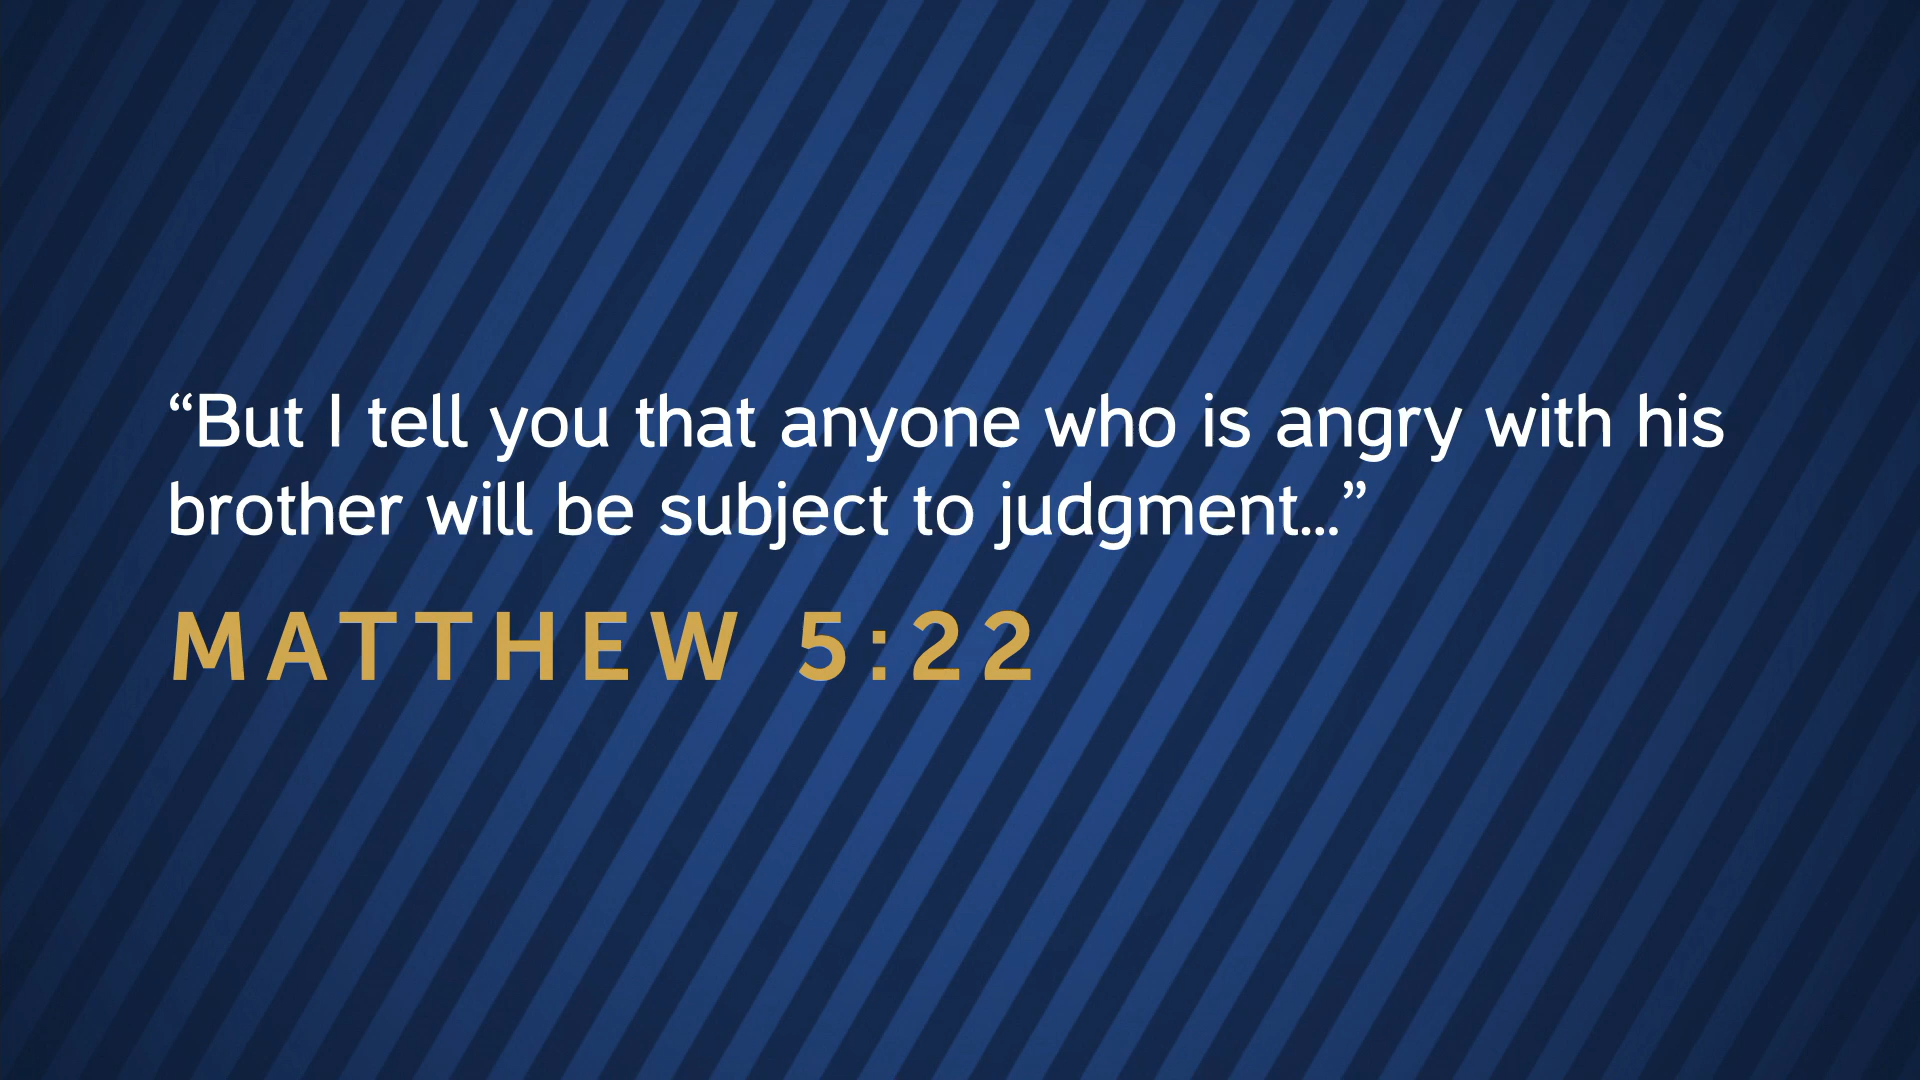 “But I tell you that anyone who is angry with his
brother will be subject to judgment...”
MATTHEW 5:22